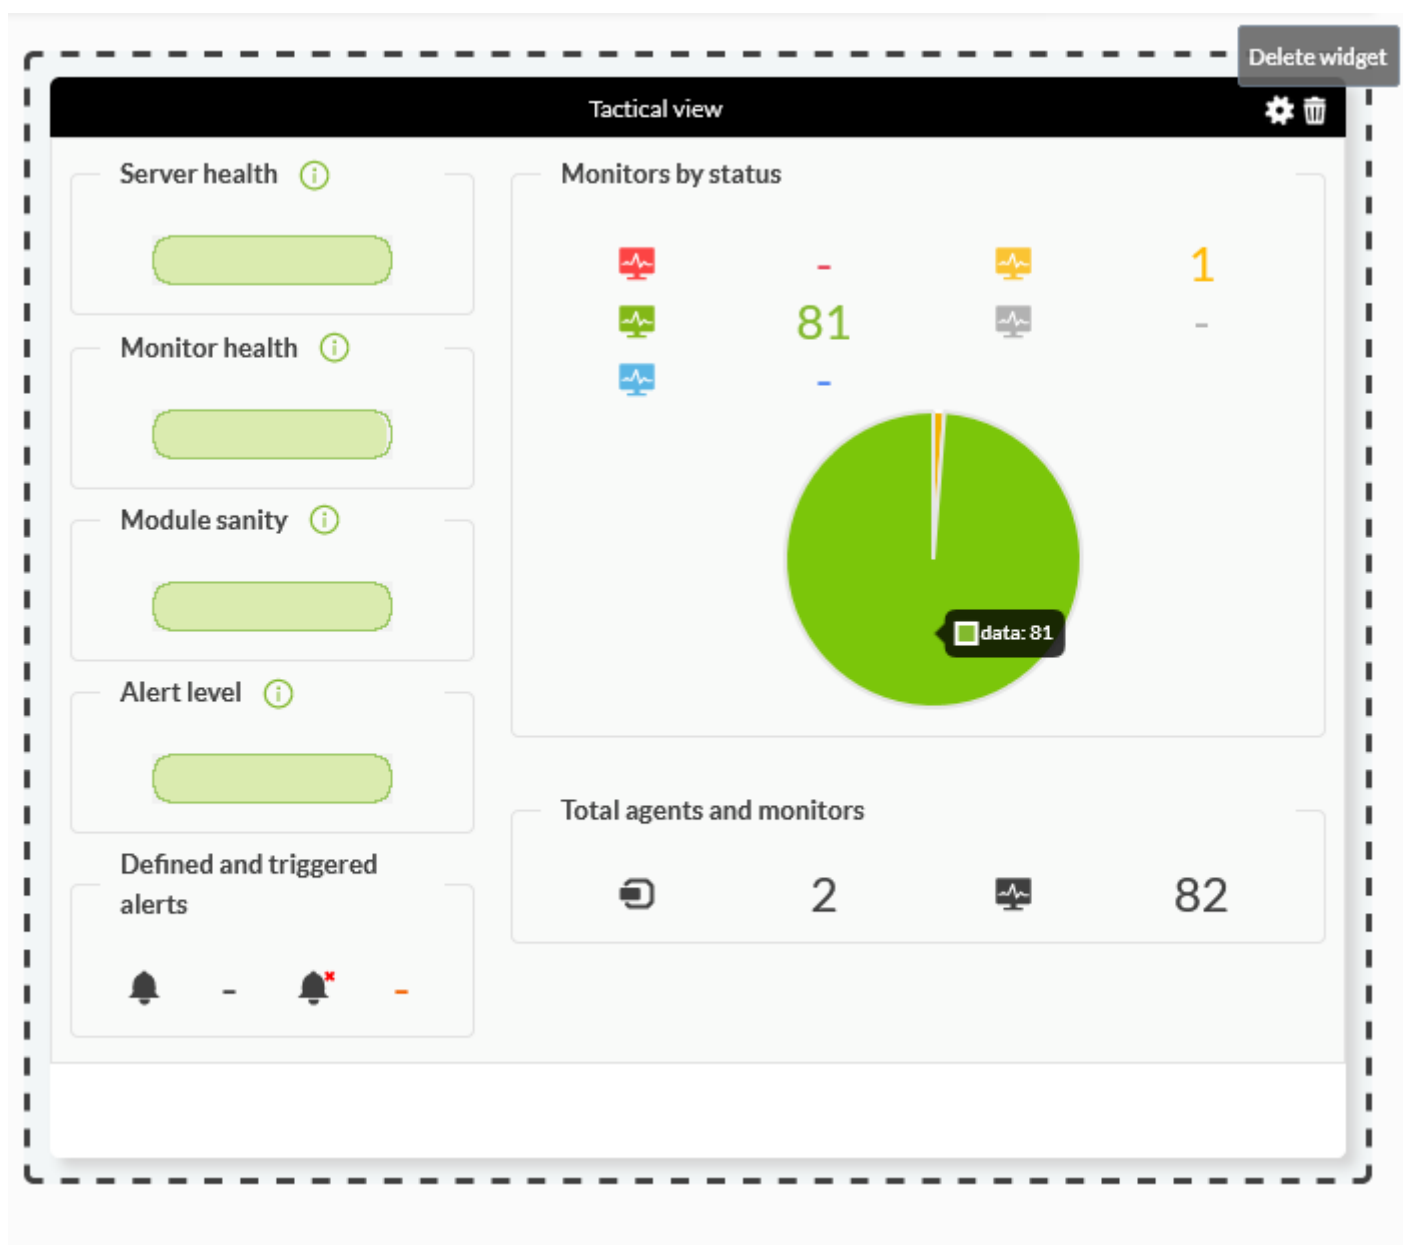 Delete widget
Tactical view
Server health
Monitor health
Module sanity
Alert level
Defined and triggered
alerts
-
-
Monitors by status
-
1
81
-
-
data: 81
Total agents and monitors
2
82